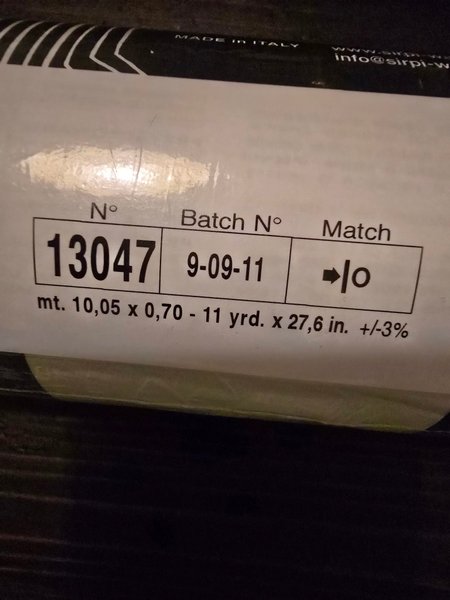 MADE IN ITALY
info@sirpi-w
N° Batch N° Match
13047 9-09-11 →|O
mt. 10,05 x 0,70 - 11 yrd. x 27,6 in. +/-3%